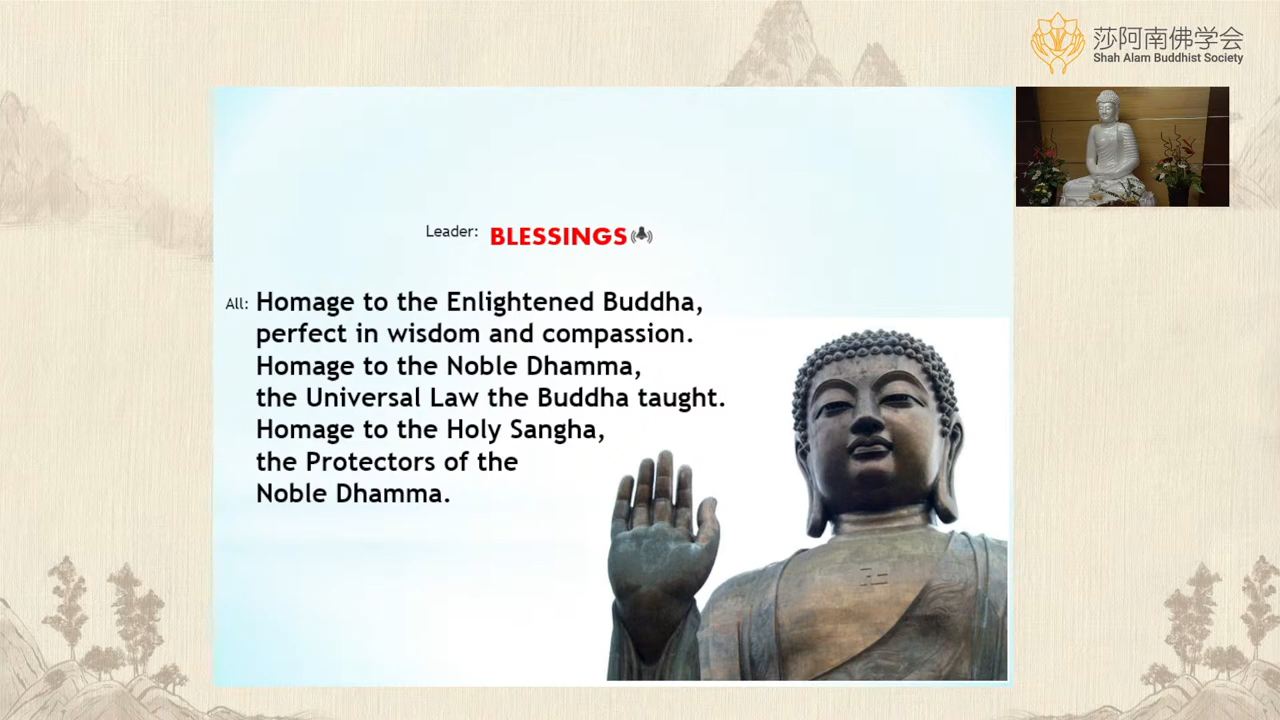 莎阿南佛学会
Shah Alam Buddhist Society
Leader: BLESSINGS
All: Homage to the Enlightened Buddha,
perfect in wisdom and compassion.
Homage to the Noble Dhamma,
the Universal Law the Buddha taught.
Homage to the Holy Sangha,
the Protectors of the
Noble Dhamma.